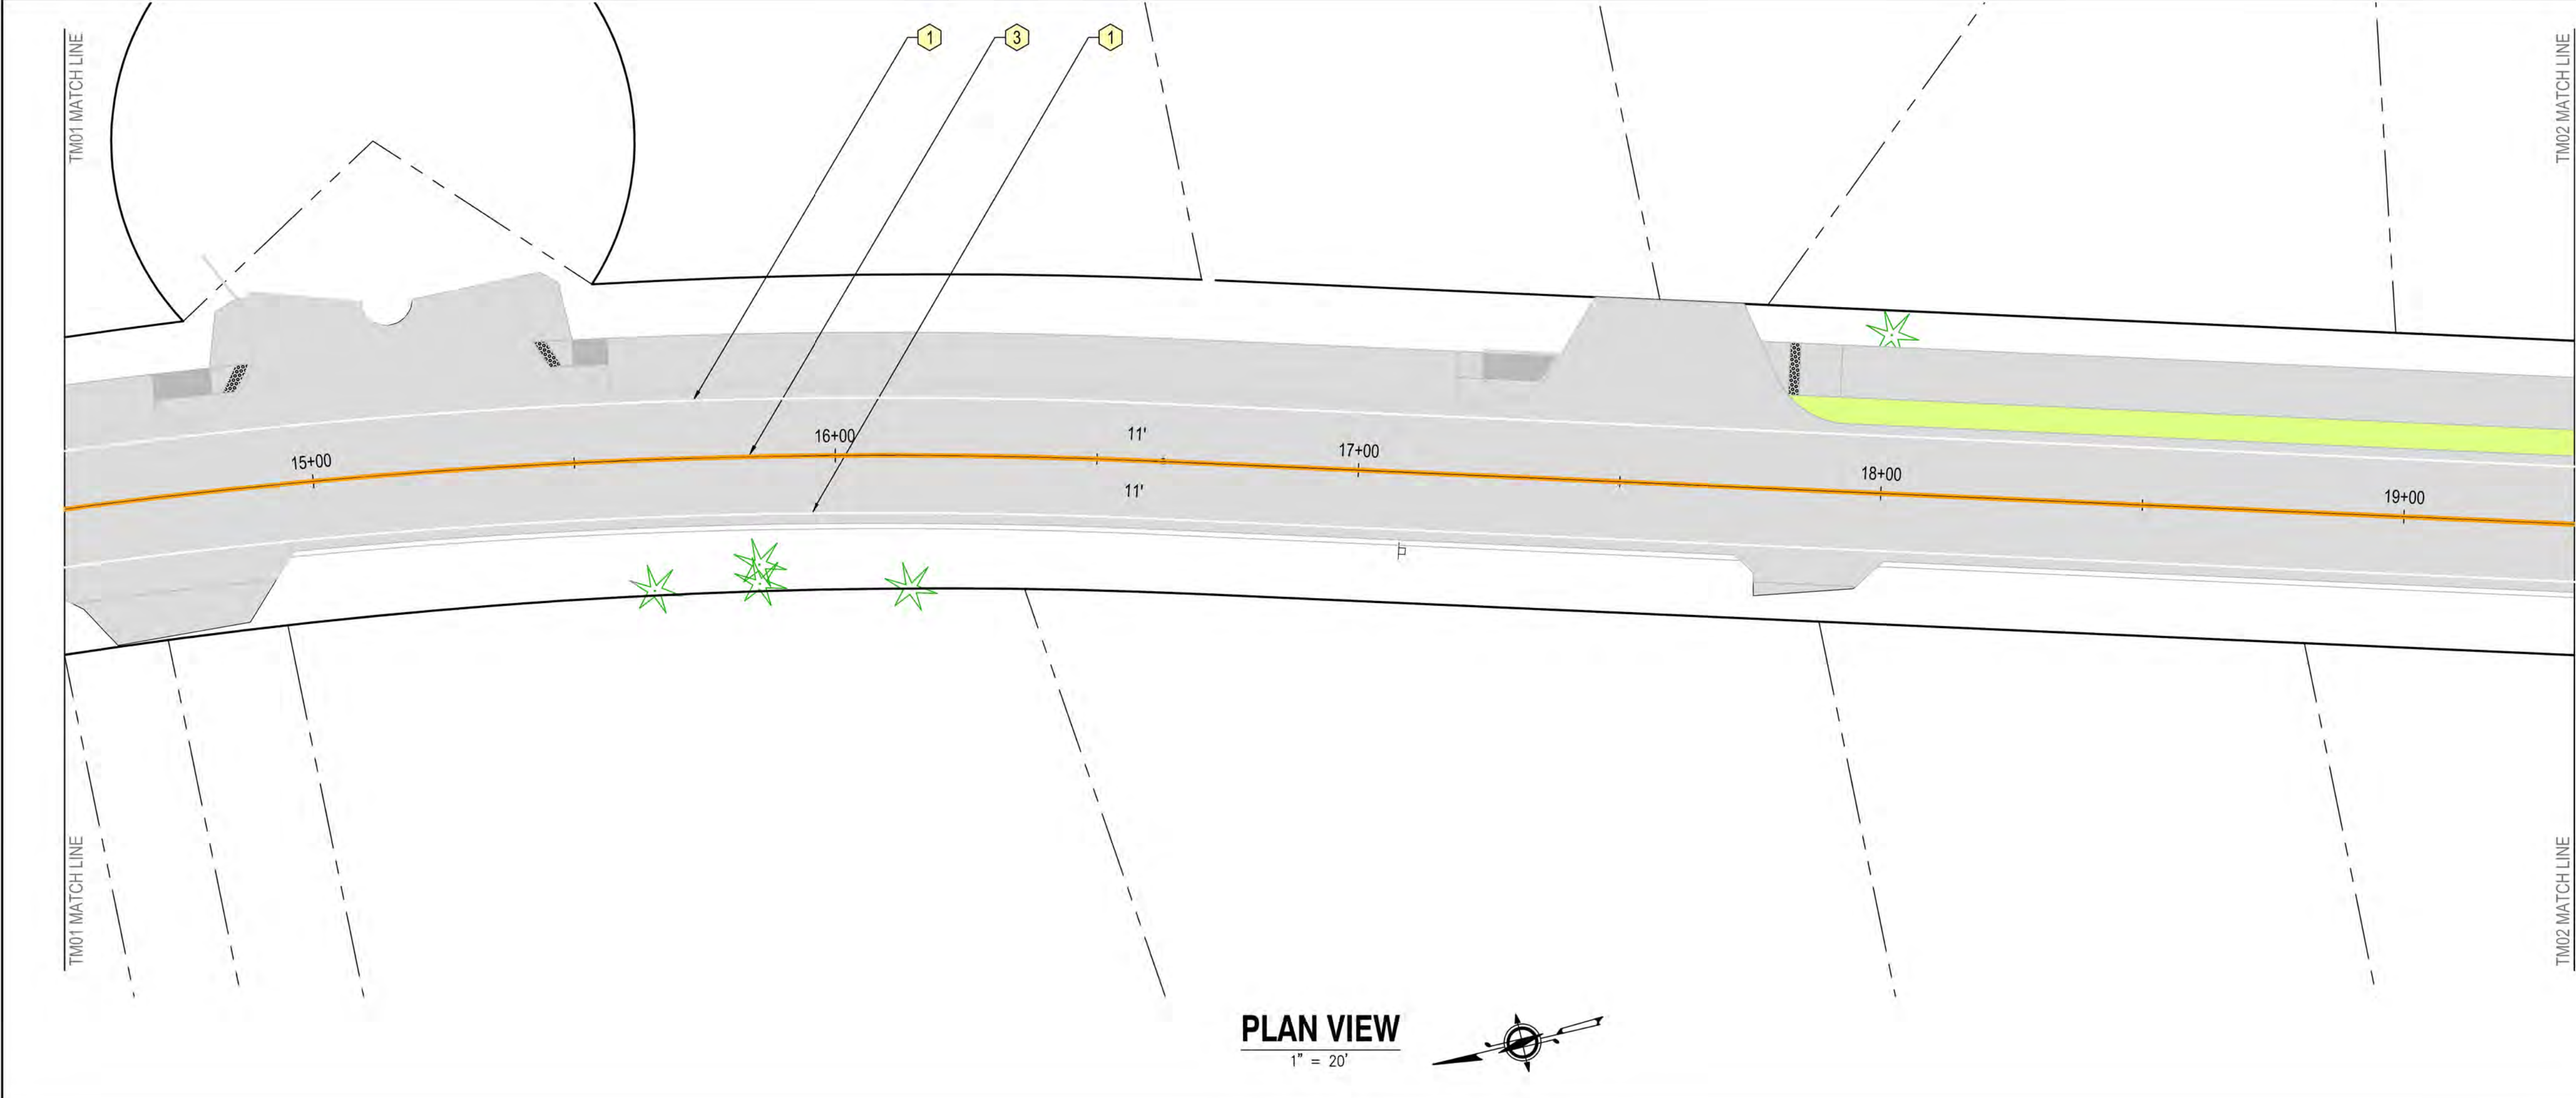 TM01 MATCH LINE
1
3
1
TM02 MATCH LINE
15+00
16+00
11'
17+00
18+00
19+00
11'
TM01 MATCH LINE
TM02 MATCH LINE
PLAN VIEW
1" = 20'